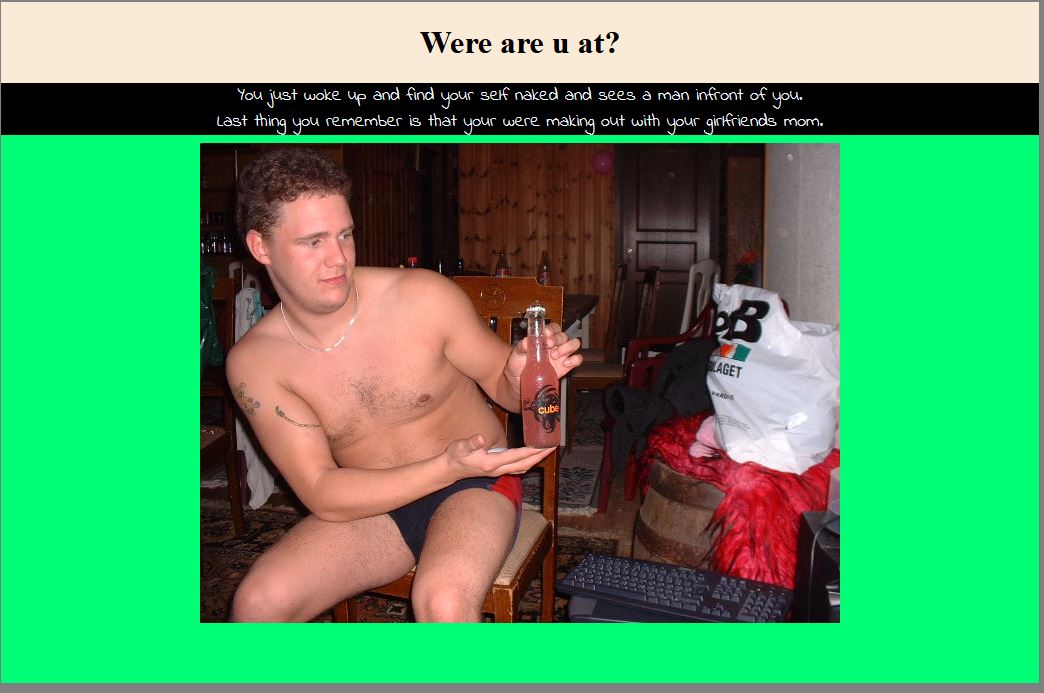 Were are u at?
You just woke up and find your self naked and sees a man infront of you.
Last thing you remember is that your were making out with your girlfriends mom.
cube
B
LAGET